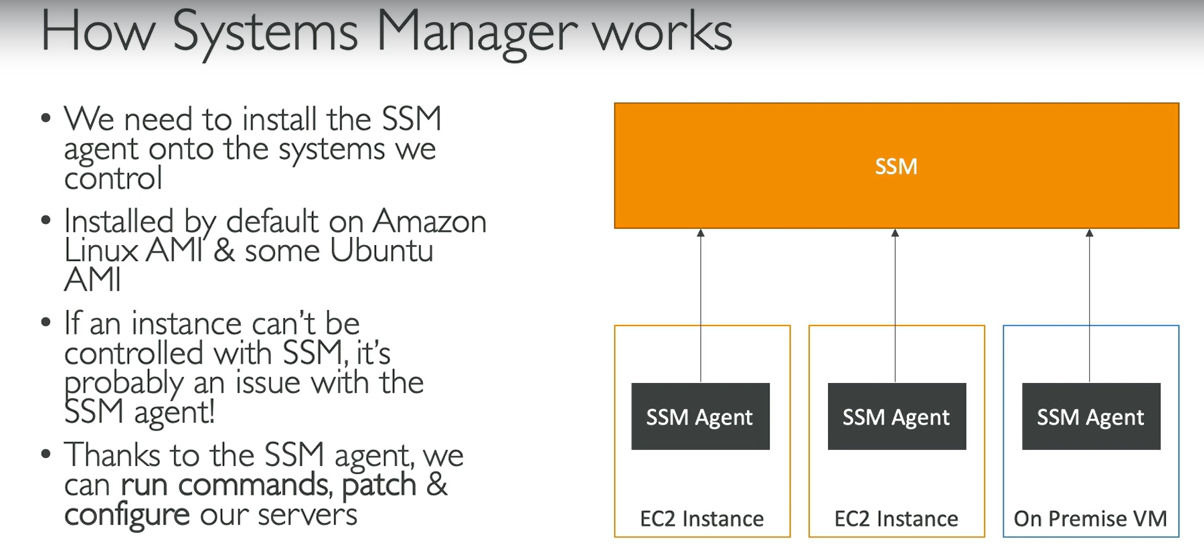 How Systems Manager works
• We need to install the SSM
agent onto the systems we
control
• Installed by default on Amazon
Linux AMI & some Ubuntu
AMI
• If an instance can't be
controlled with SSM, it's
probably an issue with the
SSM agent!
• Thanks to the SSM agent, we
can run commands, patch &
configure our servers
SSM
SSM Agent
SSM Agent
SSM Agent
EC2 Instance
EC2 Instance
On Premise VM